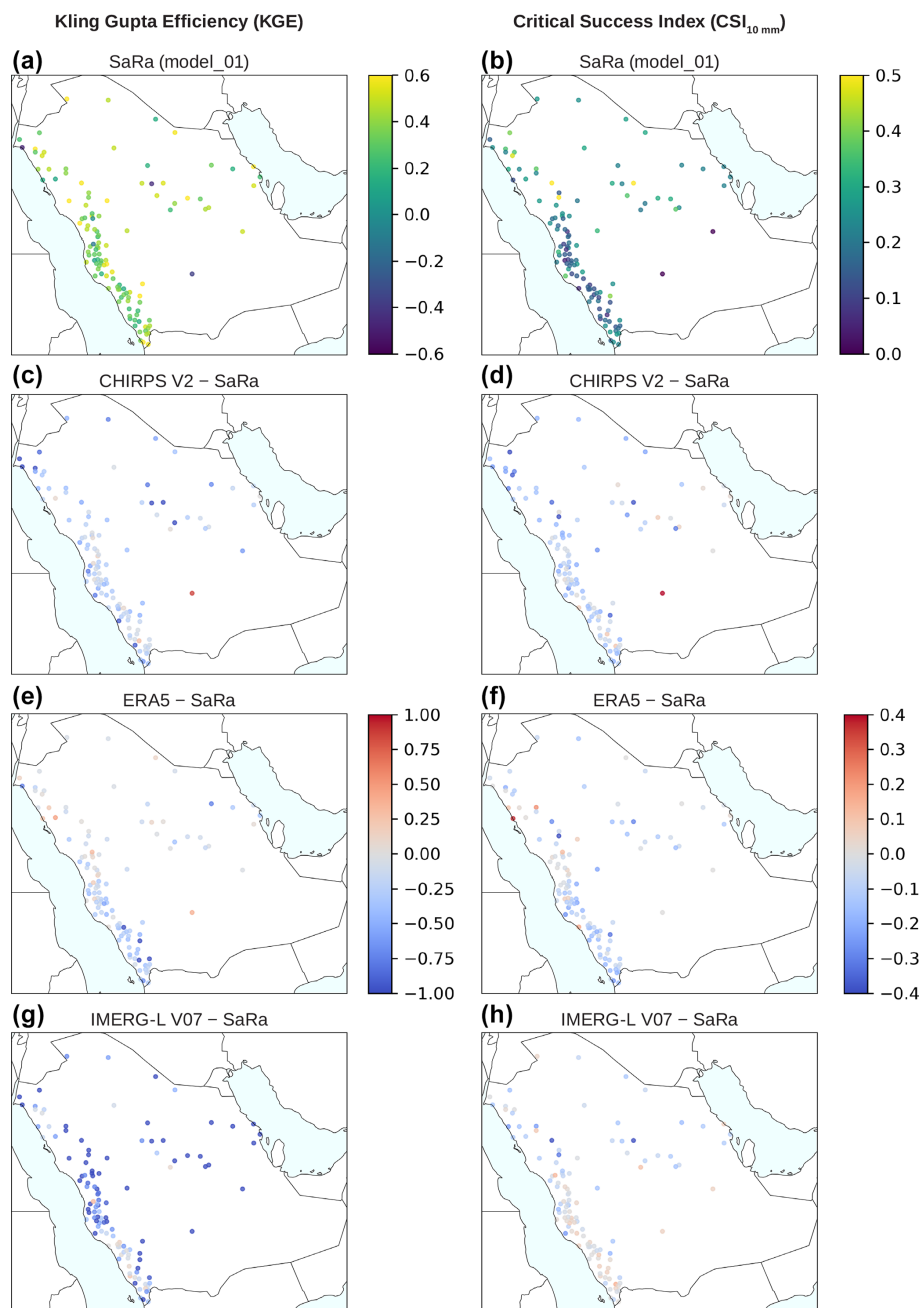 Kling Gupta Efficiency (KGE)
Critical Success Index (CSI10 mm)
(a)
SaRa (model_01)
0.6
0.4
0.2
0.0
−0.2
−0.4
−0.6
(b)
SaRa (model_01)
0.5
0.4
0.3
0.2
0.1
0.0
(c)
CHIRPS V2 − SaRa
(d)
CHIRPS V2 − SaRa
(e)
ERA5 − SaRa
1.00
0.75
0.50
0.25
0.00
−0.25
−0.50
−0.75
−1.00
(f)
ERA5 − SaRa
0.4
0.3
0.2
0.1
0.0
−0.1
−0.2
−0.3
−0.4
(g)
IMERG-L V07 − SaRa
(h)
IMERG-L V07 − SaRa